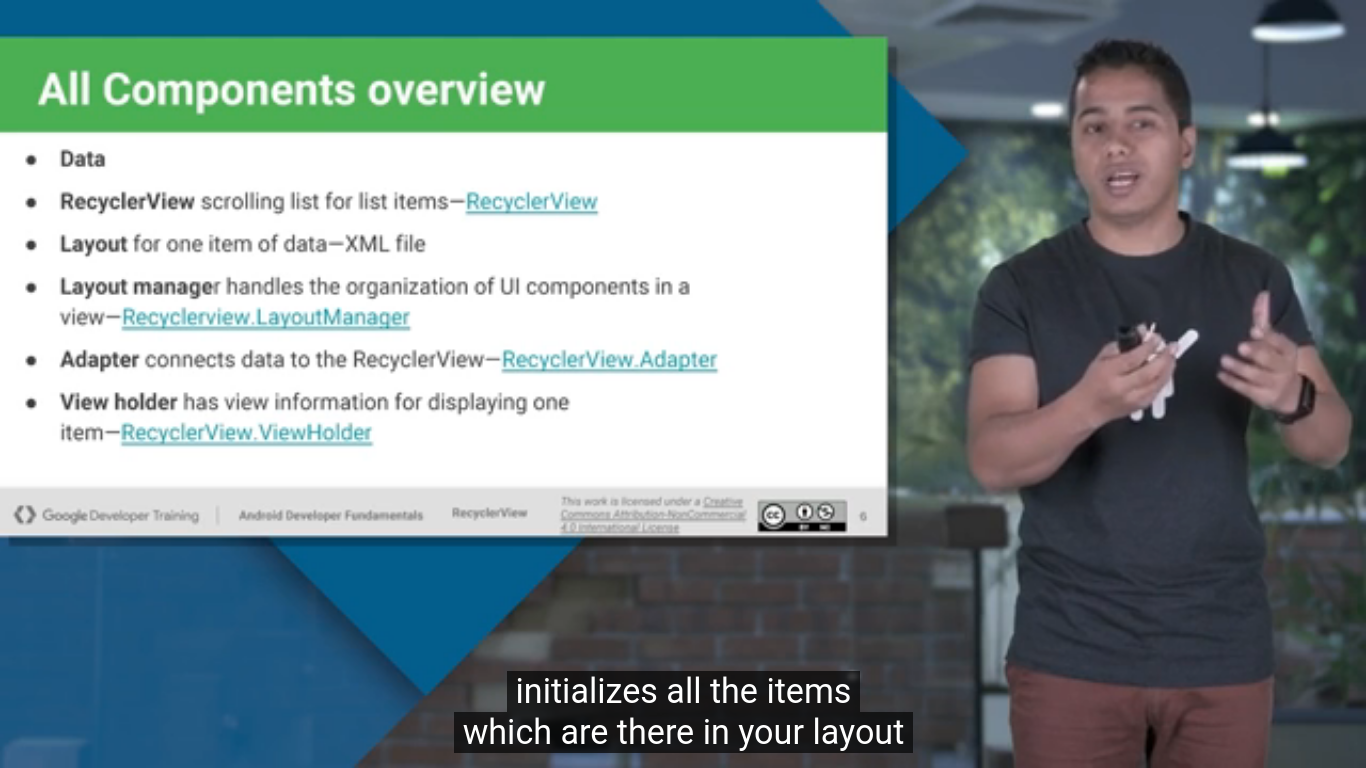 All Components overview
● Data
● RecyclerView scrolling list for list items—RecyclerView
● Layout for one item of data—XML file
● Layout manager handles the organization of UI components in a
view—Recyclerview.LayoutManager
● Adapter connects data to the RecyclerView—RecyclerView.Adapter
● View holder has view information for displaying one
item—RecyclerView.ViewHolder
Google Developer Training
Android Developer Fundamentals
RecyclerView
This work is licensed under a Creative
Commons Attribution-NonCommercial
4.0 International License
cc
BY NC
6
initializes all the items
which are there in your layout